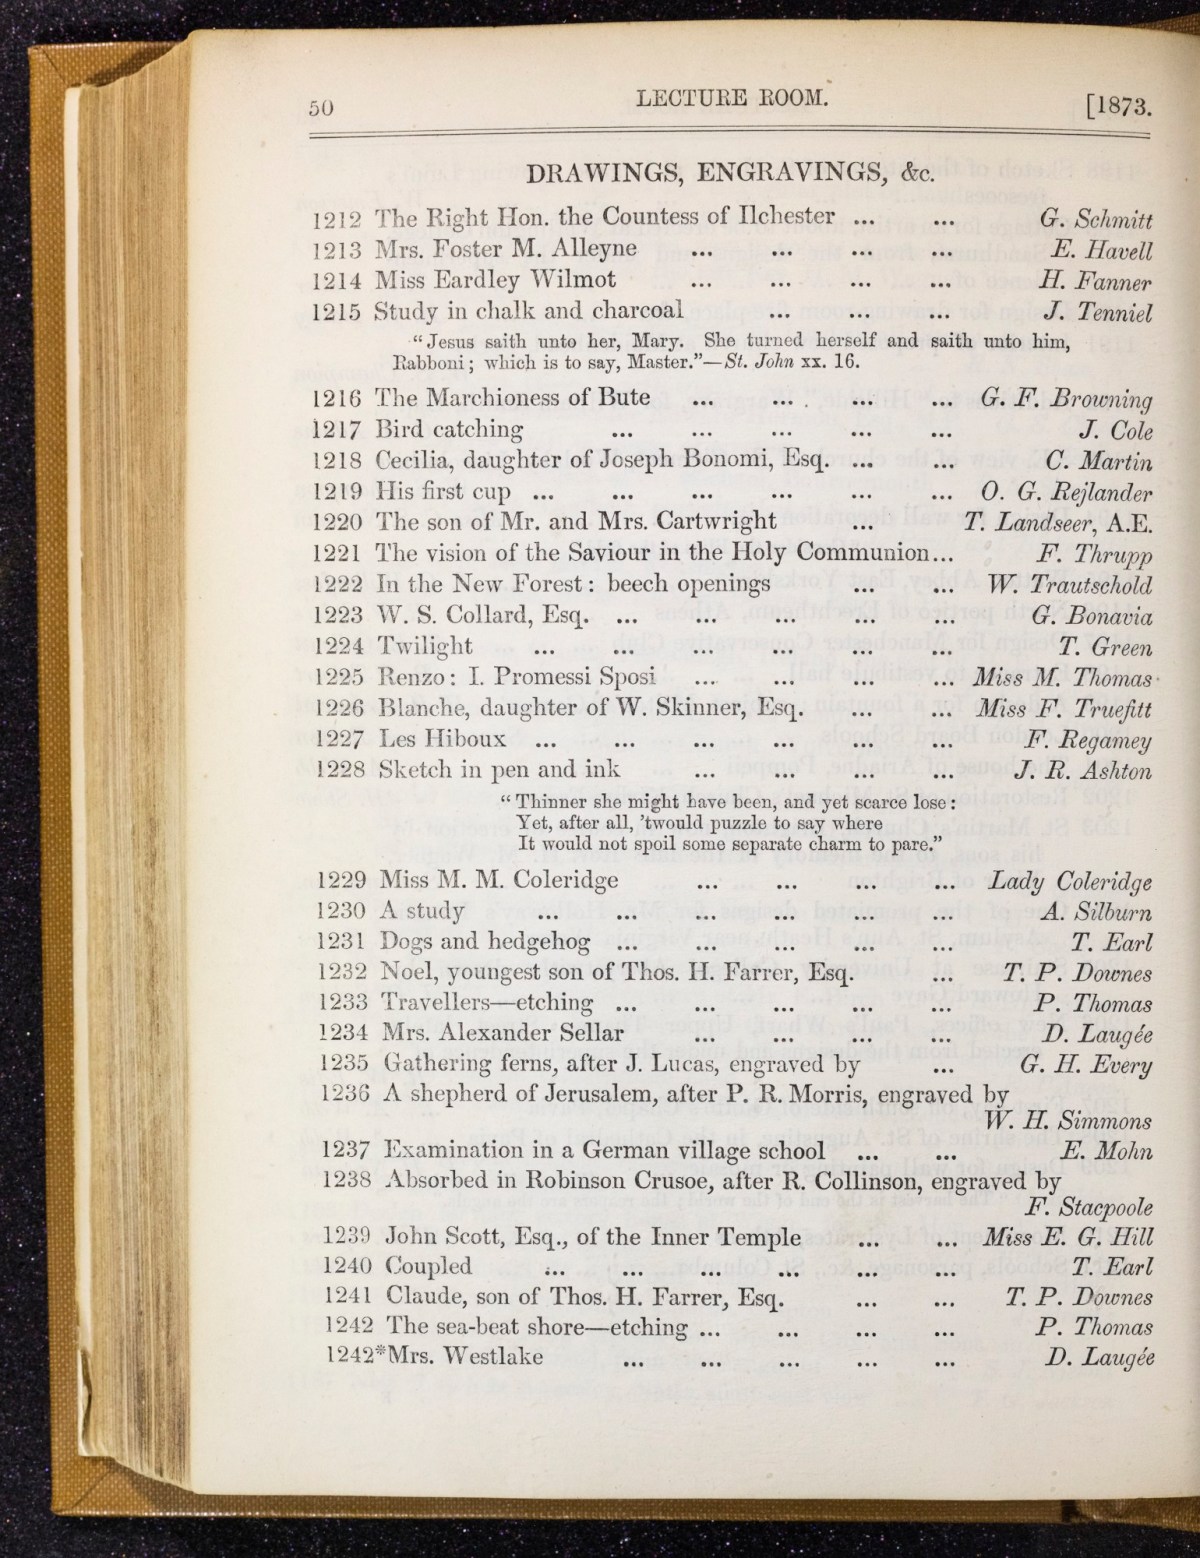 50 LECTURE ROOM. [1873.
DRAWINGS, ENGRAVINGS, &c.
1212 The Right Hon. the Countess of Ilchester ... ... G. Schmitt
1213 Mrs. Foster M. Alleyne ... ... ... ... E. Havell
1214 Miss Eardley Wilmot ... ... ... ... H. Fanner
1215 Study in chalk and charcoal ... ... ... J. Tenniel
"Jesus saith unto her, Mary. She turned herself and saith unto him,
Rabboni; which is to say, Master."—St. John xx. 16.
1216 The Marchioness of Bute ... ... ... ... G. F. Browning
1217 Bird catching ... ... ... ... ... J. Cole
1218 Cecilia, daughter of Joseph Bonomi, Esq. ... ... C. Martin
1219 His first cup ... ... ... ... ... ... O. G. Rejlander
1220 The son of Mr. and Mrs. Cartwright ... T. Landseer, A.E.
1221 The vision of the Saviour in the Holy Communion... F. Thrupp
1222 In the New Forest: beech openings ... ... W. Trautschold
1223 W. S. Collard, Esq. ... ... ... ... ... G. Bonavia
1224 Twilight ... ... ... ... ... ... T. Green
1225 Renzo: I. Promessi Sposi ... ... ... ... Miss M. Thomas
1226 Blanche, daughter of W. Skinner, Esq. ... ... Miss F. Truefitt
1227 Les Hiboux ... ... ... ... ... ... F. Regamey
1228 Sketch in pen and ink ... ... ... ... J. R. Ashton
"Thinner she might have been, and yet scarce lose:
Yet, after all, 'twould puzzle to say where
It would not spoil some separate charm to pare."
1229 Miss M. M. Coleridge ... ... ... ... Lady Coleridge
1230 A study ... ... ... ... ... ... A. Silburn
1231 Dogs and hedgehog ... ... ... ... ... T. Earl
1232 Noel, youngest son of Thos. H. Farrer, Esq. ... T. P. Downes
1233 Travellers—etching ... ... ... ... ... P. Thomas
1234 Mrs. Alexander Sellar ... ... ... ... D. Laugée
1235 Gathering ferns, after J. Lucas, engraved by ... G. H. Every
1236 A shepherd of Jerusalem, after P. R. Morris, engraved by
W. H. Simmons
1237 Examination in a German village school ... ... E. Mohn
1238 Absorbed in Robinson Crusoe, after R. Collinson, engraved by
F. Stacpoole
1239 John Scott, Esq., of the Inner Temple ... ... Miss E. G. Hill
1240 Coupled ... ... ... ... ... ... T. Earl
1241 Claude, son of Thos. H. Farrer, Esq. ... ... T. P. Downes
1242 The sea-beat shore—etching ... ... ... ... P. Thomas
1242*Mrs. Westlake ... ... ... ... ... D. Laugée